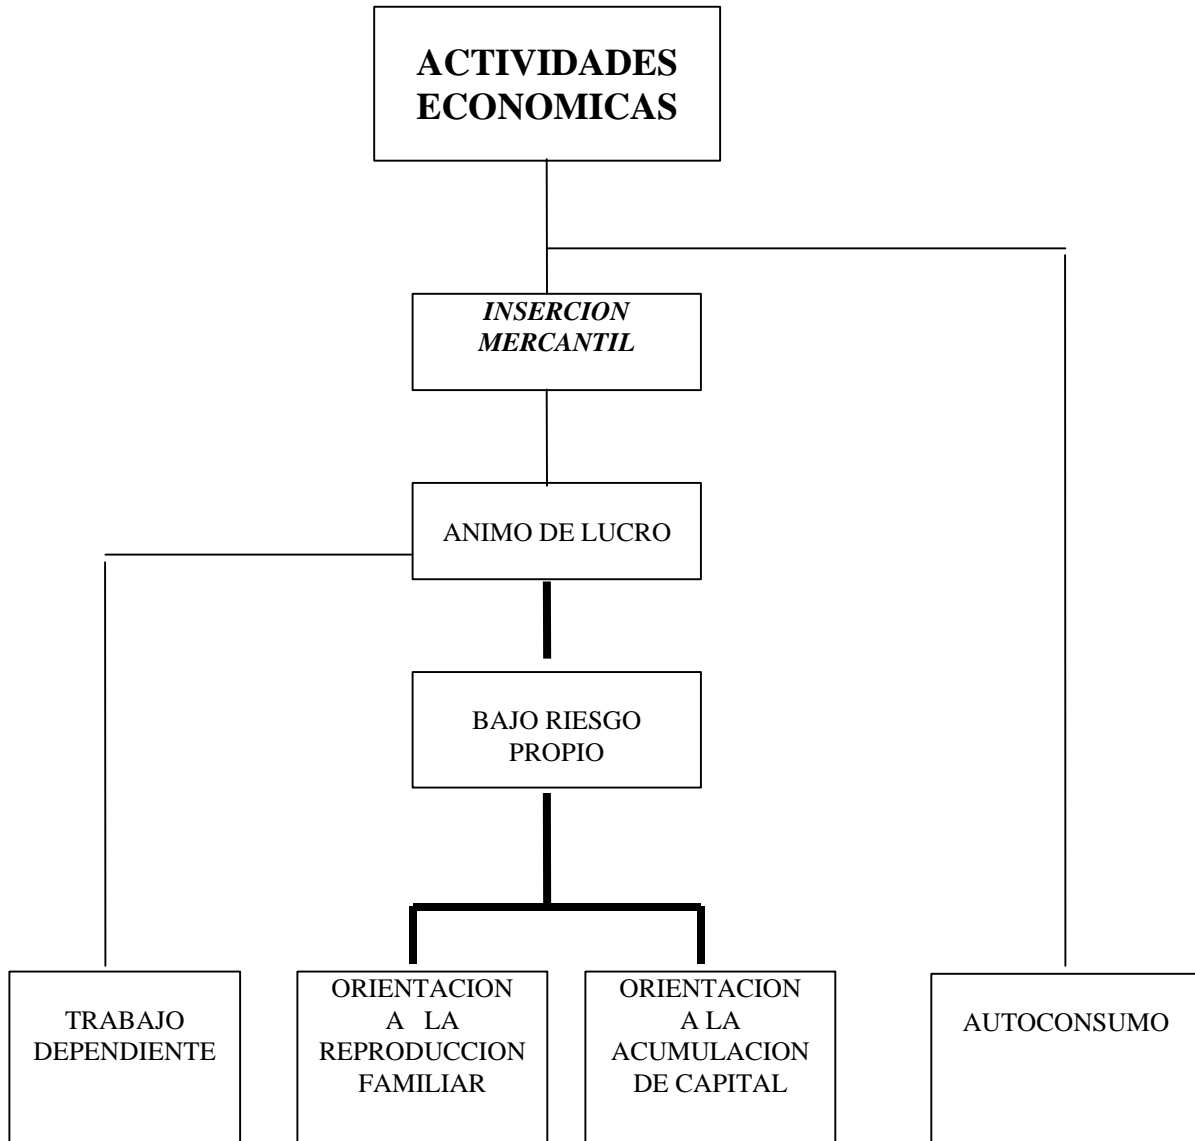 ACTIVIDADES
ECONOMICAS
INSERCION
MERCANTIL
ANIMO DE LUCRO
BAJO RIESGO
PROPIO
TRABAJO
DEPENDIENTE
ORIENTACION
A LA
REPRODUCCION
FAMILIAR
ORIENTACION
A LA
ACUMULACION
DE CAPITAL
AUTOCONSUMO